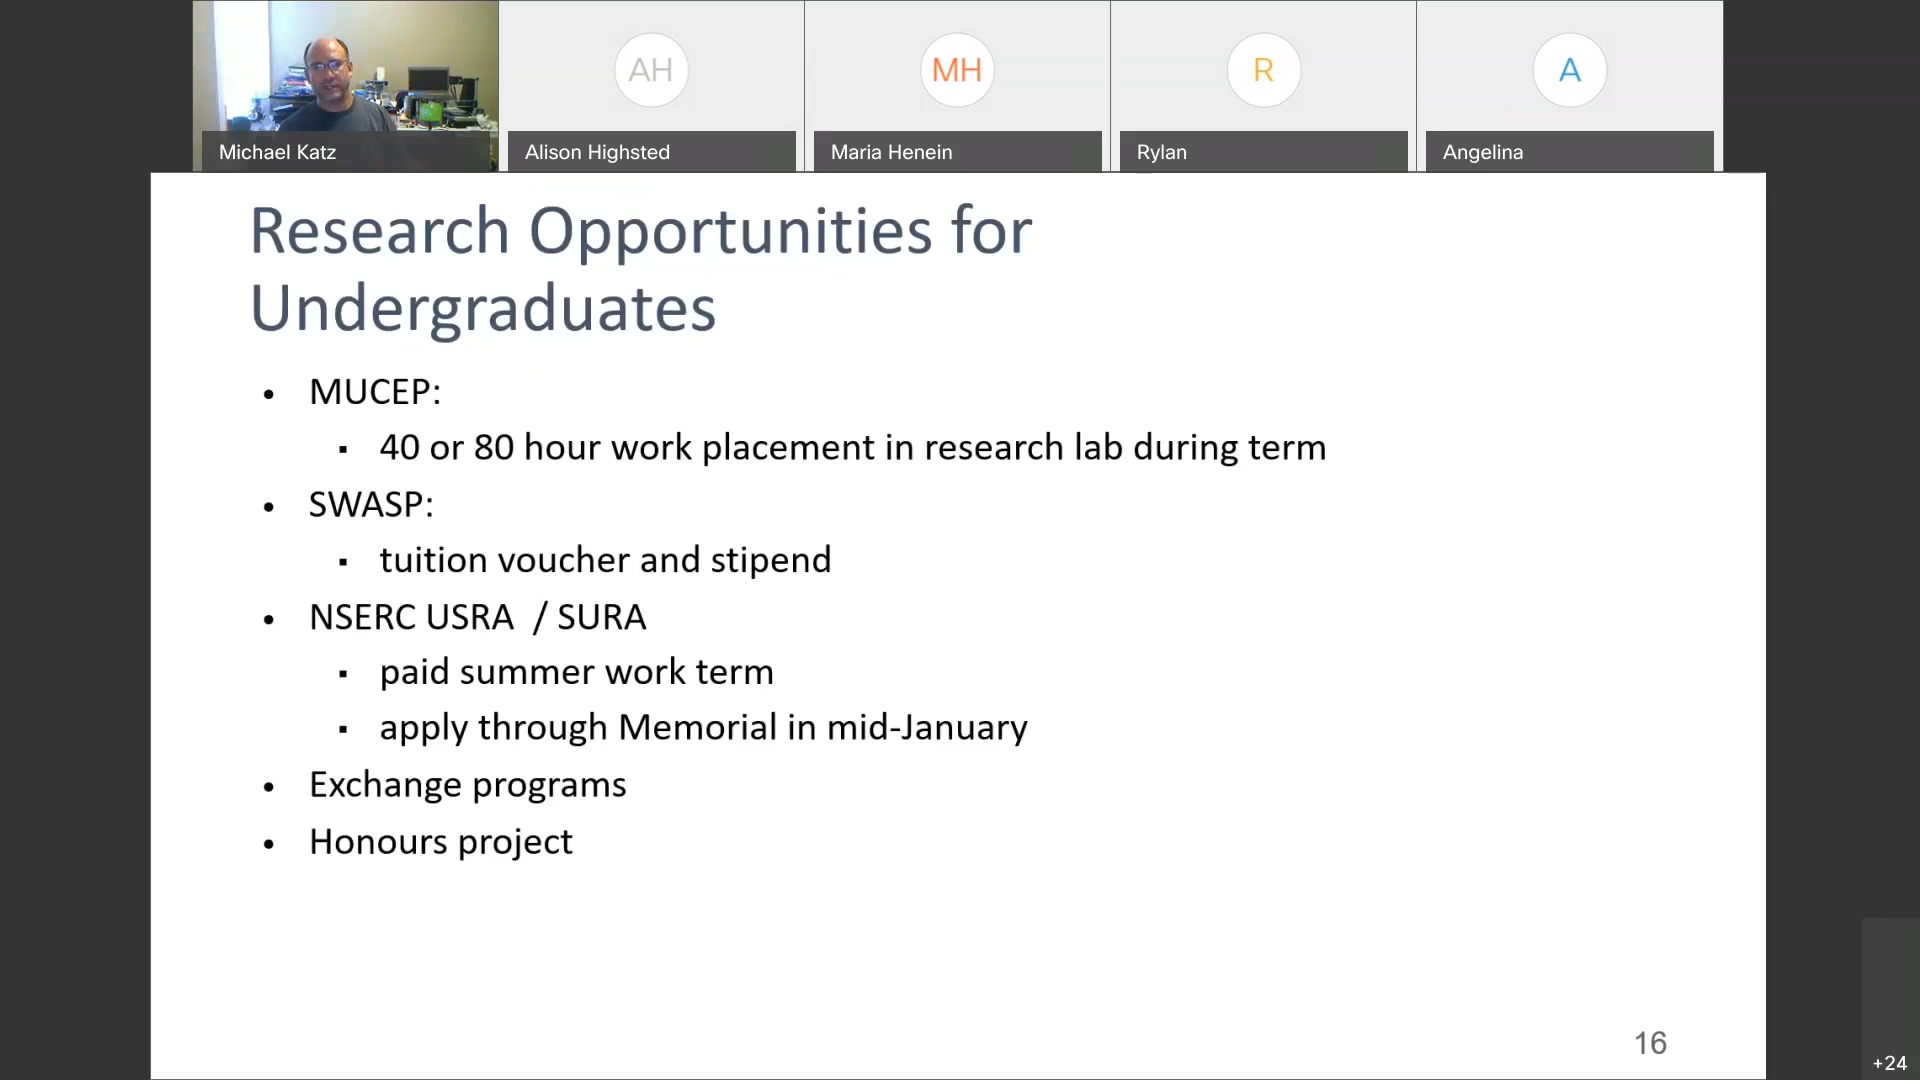 AH
MH
R
A
Michael Katz
Alison Highsted
Maria Henein
Rylan
Angelina
Research Opportunities for
Undergraduates
• MUCEP:
▪ 40 or 80 hour work placement in research lab during term
• SWASP:
▪ tuition voucher and stipend
• NSERC USRA / SURA
▪ paid summer work term
▪ apply through Memorial in mid-January
• Exchange programs
• Honours project
16
+24